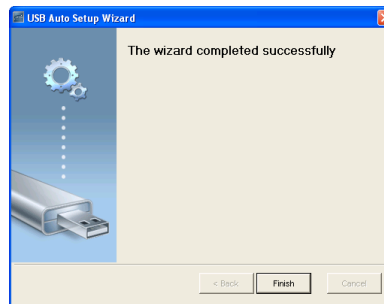 USB Auto Setup Wizard
The wizard completed successfully
< Back Finish Cancel